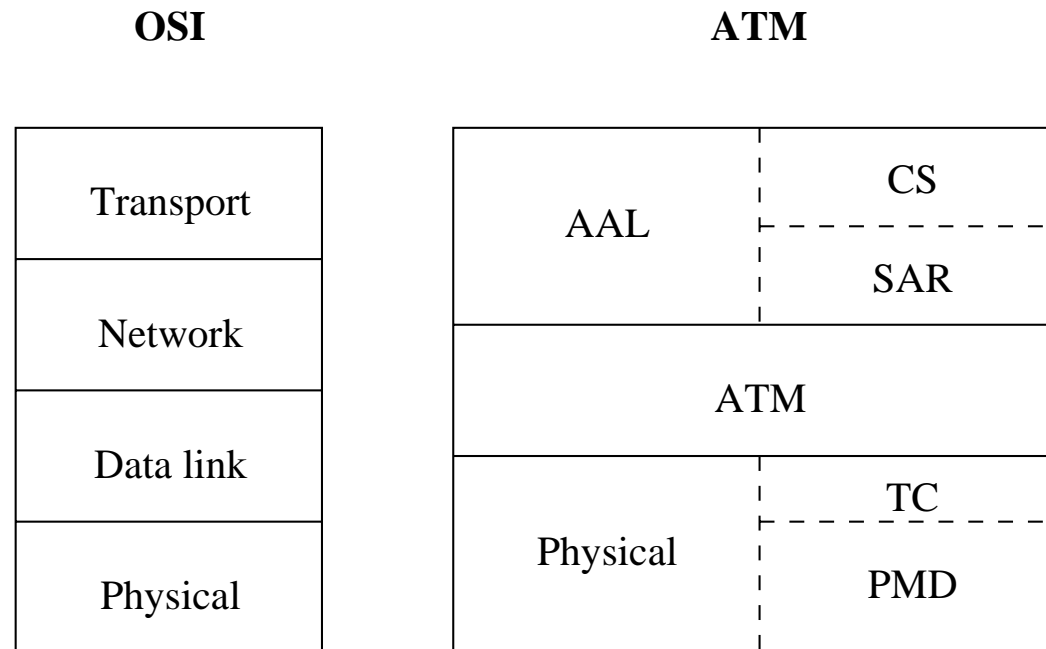 OSI
ATM
Transport
Network
Data link
Physical
AAL
CS
SAR
ATM
Physical
TC
PMD